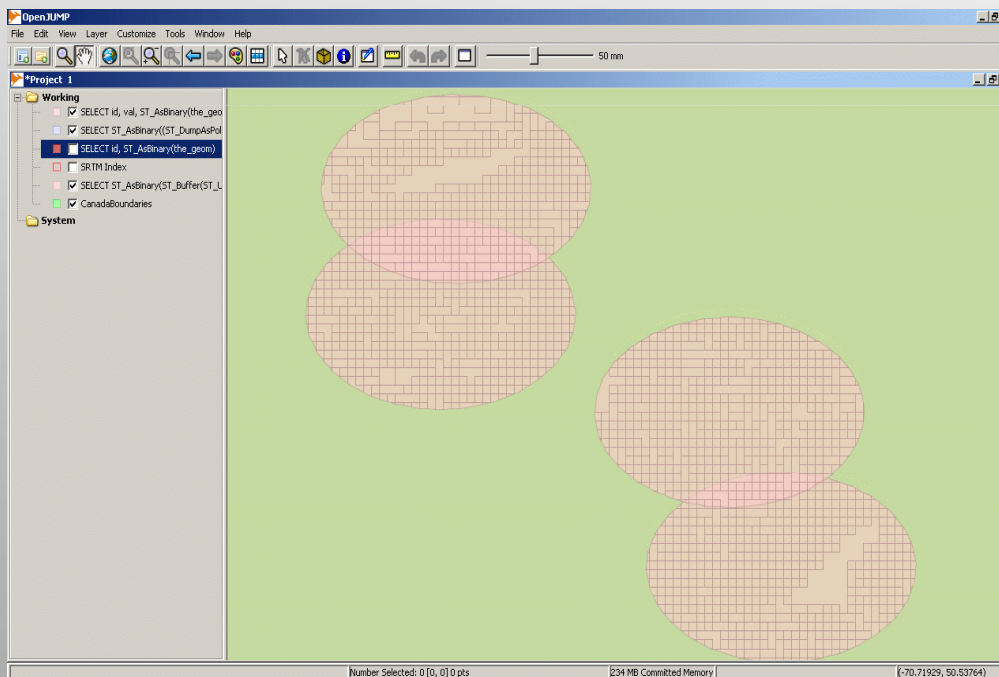 OpenJUMP
File Edit View Layer Customize Tools Window Help
50 mm
*Project 1
Working
SELECT id, val, ST_AsBinary(the_geo
SELECT ST_AsBinary((ST_DumpAsPol
SELECT id, ST_AsBinary(the_geom)
SRTM Index
SELECT ST_AsBinary(ST_Buffer(ST_L
CanadaBoundaries
System
Number Selected: 0 [0, 0] 0 pts
234 MB Committed Memory
(-70.71929, 50.53764)